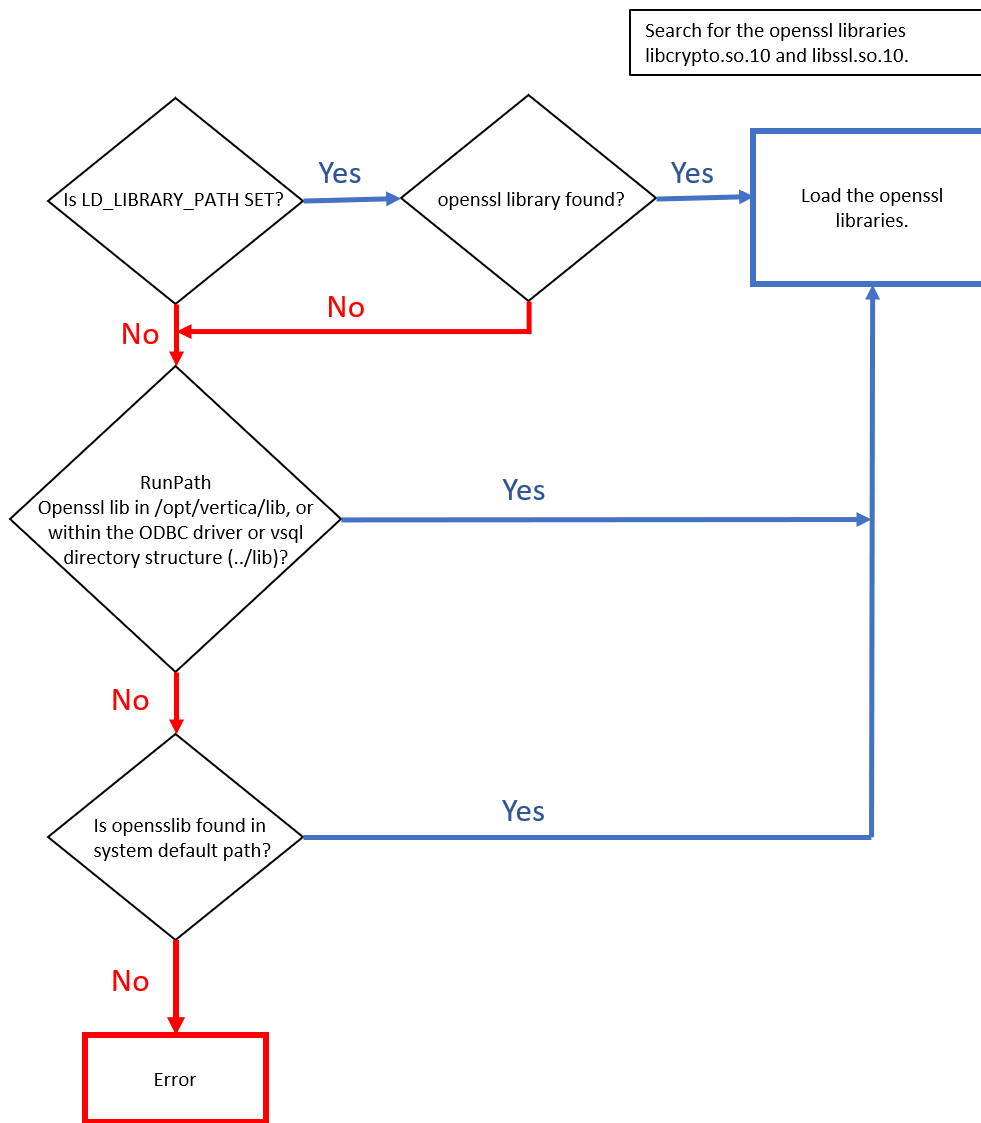 Search for the openssl libraries
libcrypto.so.10 and libssl.so.10.
Is LD_LIBRARY_PATH SET?
Yes
openssl library found?
Yes
Load the openssl
libraries.
No
No
RunPath
Openssl lib in /opt/vertica/lib, or
within the ODBC driver or vsql
directory structure (../lib)?
Yes
No
Is opensslib found in
system default path?
Yes
No
Error